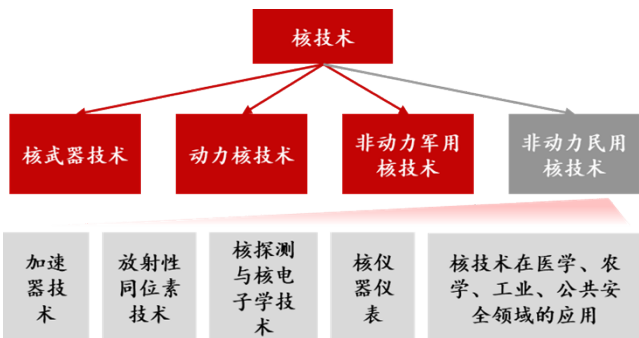 核技术
核武器技术
动力核技术
非动力军用
核技术
非动力民用
核技术
加速
器技
术
放射性
同位素
技术
核探测
与核电
子学技
术
核仪
器仪
表
核技术在医学、农
学、工业、公共安
全领域的应用